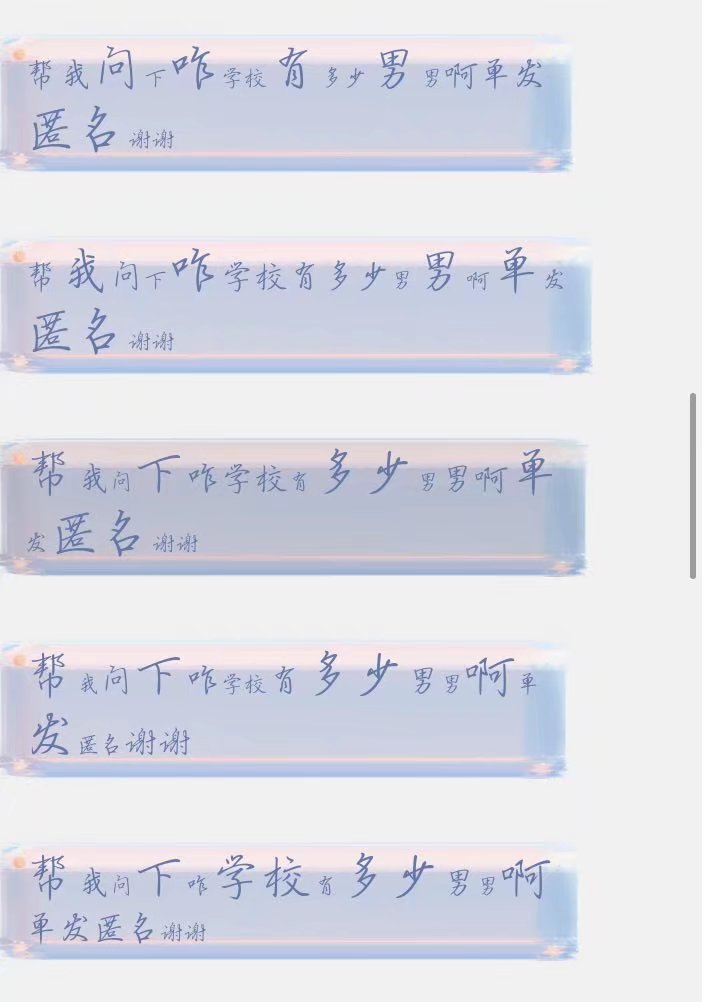 帮我问下咋学校有多少男男啊单发
匿名谢谢
帮我问下咋学校有多少男男啊单发
匿名谢谢
帮我问下咋学校有多少男男啊单
发匿名谢谢
帮我问下咋学校有多少男男啊单
发匿名谢谢
帮我问下咋学校有多少男男啊
单发匿名谢谢